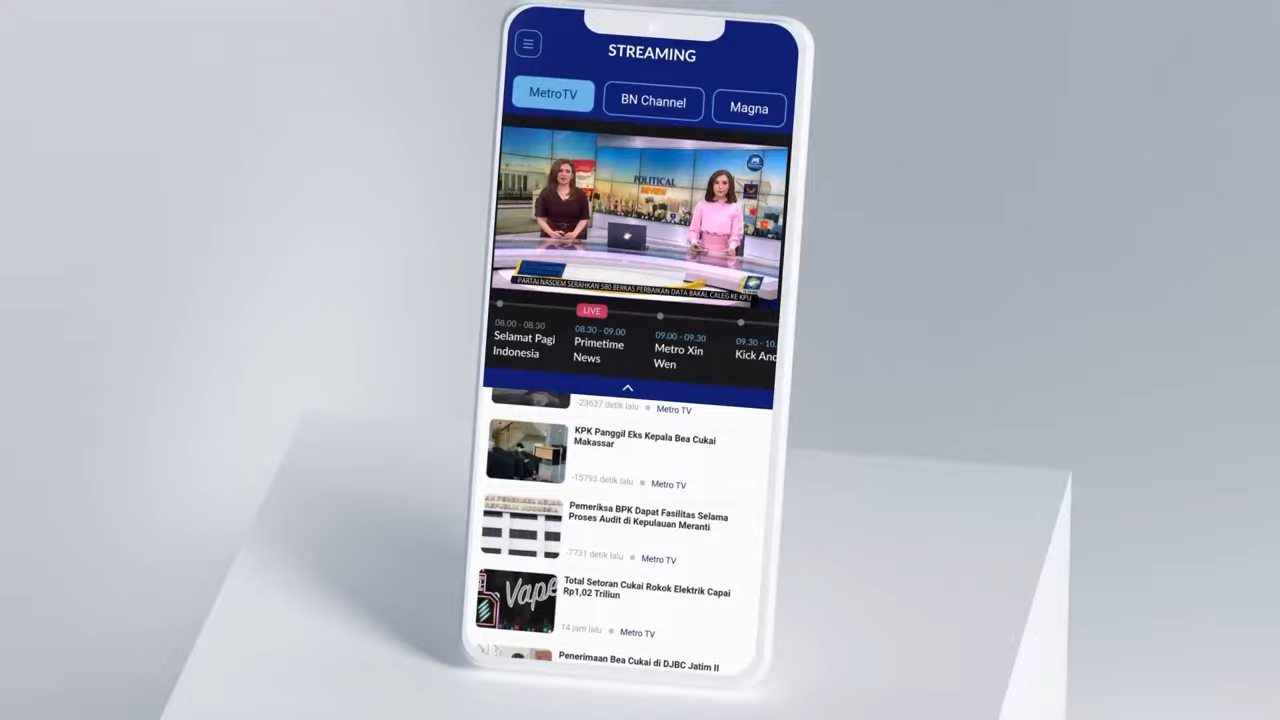 STREAMING
MetroTV
BN Channel
Magna
POLITICAL
REVIEW
PARTAI NASDEM SERAHKAN 580 BERKAS PERBAIKAN DATA BAKAL CALEG KE KPU
LIVE
08.00 - 08.30
Selamat Pagi
Indonesia
08.30 - 09.00
Primetime
News
09.00 - 09.30
Metro Xin
Wen
09.30 - 10.
Kick And
-23637 detik lalu
Metro TV
KPK Panggil Eks Kepala Bea Cukai
Makassar
-15793 detik lalu
Metro TV
Pemeriksa BPK Dapat Fasilitas Selama
Proses Audit di Kepulauan Meranti
-7731 detik lalu
Metro TV
Vape
Total Setoran Cukai Rokok Elektrik Capai
Rp1,02 Triliun
14 jam lalu
Metro TV
Penerimaan Bea Cukai di DJBC Jatim II